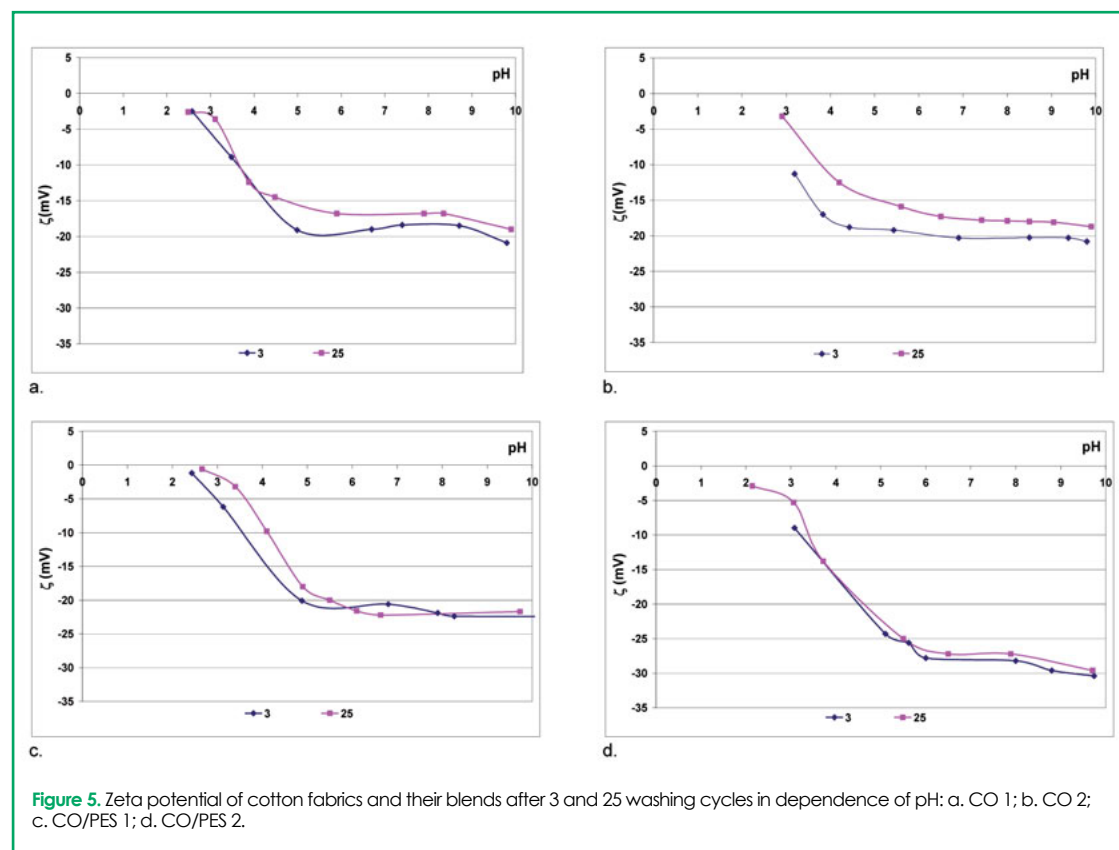 5
pH
0
0 1 2 3 4 5 6 7 8 9 10
-5
-10
-15
-20
-25
-30
-35
ζ(mV)
3 25
a.
5
pH
0
0 1 2 3 4 5 6 7 8 9 10
-5
-10
-15
-20
-25
-30
-35
ζ(mV)
3 25
b.
5
pH
0
0 1 2 3 4 5 6 7 8 9 10
-5
-10
-15
-20
-25
-30
-35
ζ (mV)
3 25
c.
5
pH
0
0 1 2 3 4 5 6 7 8 9 10
-5
-10
-15
-20
-25
-30
-35
ζ (mV)
3 25
d.
Figure 5. Zeta potential of cotton fabrics and their blends after 3 and 25 washing cycles in dependence of pH: a. CO 1; b. CO 2;
c. CO/PES 1; d. CO/PES 2.